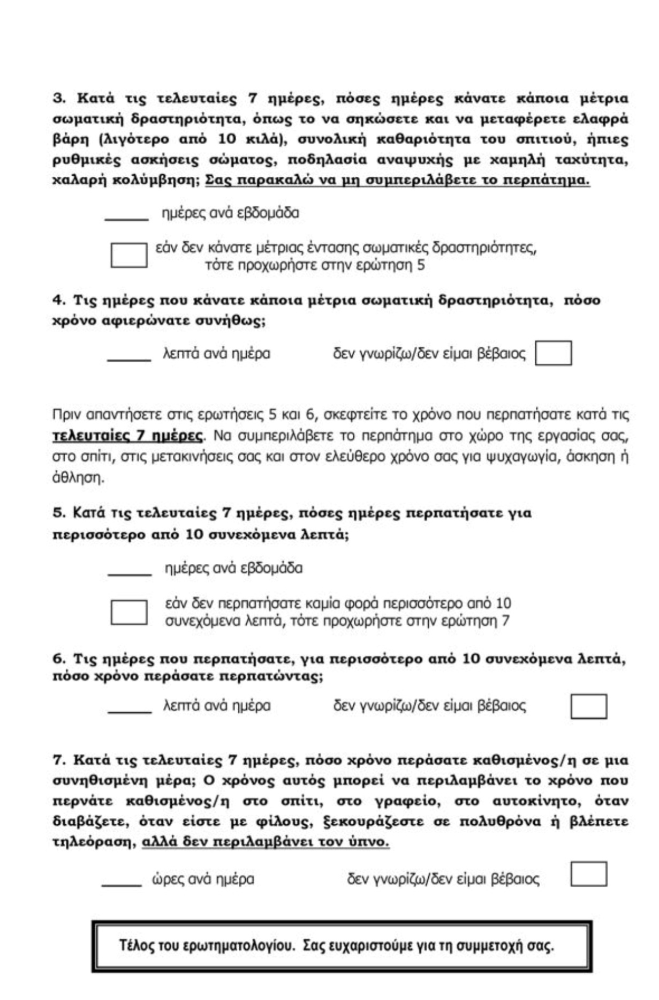 3. Κατά τις τελευταίες 7 ημέρες, πόσες ημέρες κάνατε κάποια μέτρια
σωματική δραστηριότητα, όπως το να σηκώσετε και να μεταφέρετε ελαφρά
βάρη (λιγότερο από 10 κιλά), συνολική καθαριότητα του σπιτιού, ήπιες
ρυθμικές ασκήσεις σώματος, ποδηλασία αναψυχής με χαμηλή ταχύτητα,
χαλαρή κολύμβηση; Σας παρακαλώ να μη συμπεριλάβετε το περπάτημα.
_____ ημέρες ανά εβδομάδα
εάν δεν κάνατε μέτριας έντασης σωματικές δραστηριότητες,
τότε προχωρήστε στην ερώτηση 5
4. Τις ημέρες που κάνατε κάποια μέτρια σωματική δραστηριότητα, πόσο
χρόνο αφιερώνατε συνήθως;
_____ λεπτά ανά ημέρα δεν γνωρίζω/δεν είμαι βέβαιος
Πριν απαντήσετε στις ερωτήσεις 5 και 6, σκεφτείτε το χρόνο που περπατήσατε κατά τις
τελευταίες 7 ημέρες. Να συμπεριλάβετε το περπάτημα στο χώρο της εργασίας σας,
στο σπίτι, στις μετακινήσεις σας και στον ελεύθερο χρόνο σας για ψυχαγωγία, άσκηση ή
άθληση.
5. Κατά τις τελευταίες 7 ημέρες, πόσες ημέρες περπατήσατε για
περισσότερο από 10 συνεχόμενα λεπτά;
_____ ημέρες ανά εβδομάδα
εάν δεν περπατήσατε καμία φορά περισσότερο από 10
συνεχόμενα λεπτά, τότε προχωρήστε στην ερώτηση 7
6. Τις ημέρες που περπατήσατε, για περισσότερο από 10 συνεχόμενα λεπτά,
πόσο χρόνο περάσατε περπατώντας;
_____ λεπτά ανά ημέρα δεν γνωρίζω/δεν είμαι βέβαιος
7. Κατά τις τελευταίες 7 ημέρες, πόσο χρόνο περάσατε καθισμένος/η σε μια
συνηθισμένη μέρα; Ο χρόνος αυτός μπορεί να περιλαμβάνει το χρόνο που
περνάτε καθισμένος/η στο σπίτι, στο γραφείο, στο αυτοκίνητο, όταν
διαβάζετε, όταν είστε με φίλους, ξεκουράζεστε σε πολυθρόνα ή βλέπετε
τηλεόραση, αλλά δεν περιλαμβάνει τον ύπνο.
_____ ώρες ανά ημέρα δεν γνωρίζω/δεν είμαι βέβαιος
Τέλος του ερωτηματολογίου. Σας ευχαριστούμε για τη συμμετοχή σας.